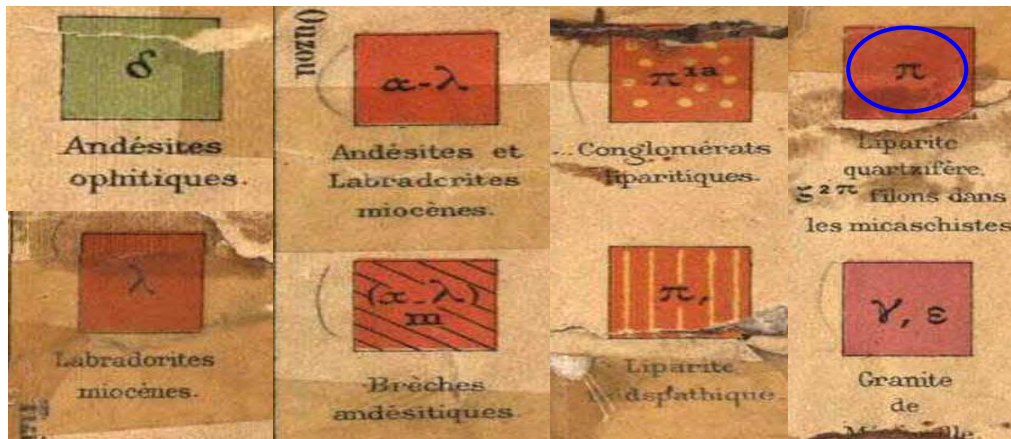 δ
Andésites
ophitiques.
Ouzou
α-λ
Andésites et
Labradorites
miocènes.
π¹ᵃ
Conglomérats
liparitiques.
π
Liparite
quartzifère,
ξ²π filons dans
les micaschistes
λ
Labradorites
miocènes.
(α-λ)
m
Brèches
andésitiques.
π,
Liparite
γ, ε
Granite
de